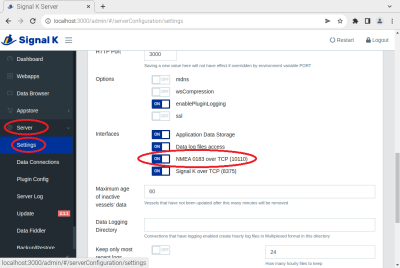 Signal K Server
localhost:3000/admin/#/serverConfiguration/settings
Signal K
Restart
Logout
Dashboard
Webapps
Data Browser
Appstore
Server
Settings
Data Connections
Plugin Config
Server Log
Update
Data Fiddler
Backup/Restore
localhost:3000/admin/#/serverConfiguration/settings
HTTP Port
3000
Saving a new value here will not have effect if overridden by environment variable PORT
Options
OFF mdns
OFF wsCompression
ON enablePluginLogging
OFF ssl
Interfaces
ON Application Data Storage
ON Data log files access
ON NMEA 0183 over TCP (10110)
ON Signal K over TCP (8375)
Maximum age of inactive vessels' data
60
Vessels that have not been updated after this many minutes will be removed
Data Logging Directory
Connections that have logging enabled create hourly log files in Multiplexed format in this directory
Keep only most recent logs
OFF
24
How many hourly files to keep